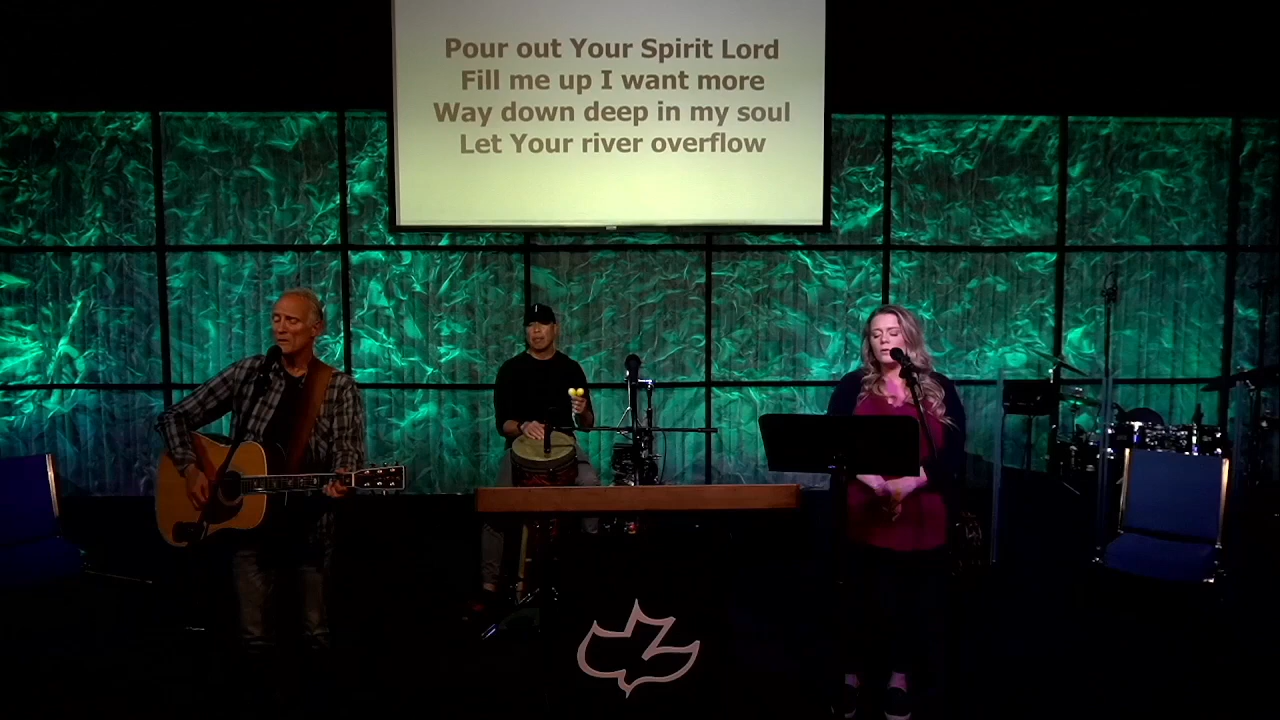 Pour out Your Spirit Lord
Fill me up I want more
Way down deep in my soul
Let Your river overflow